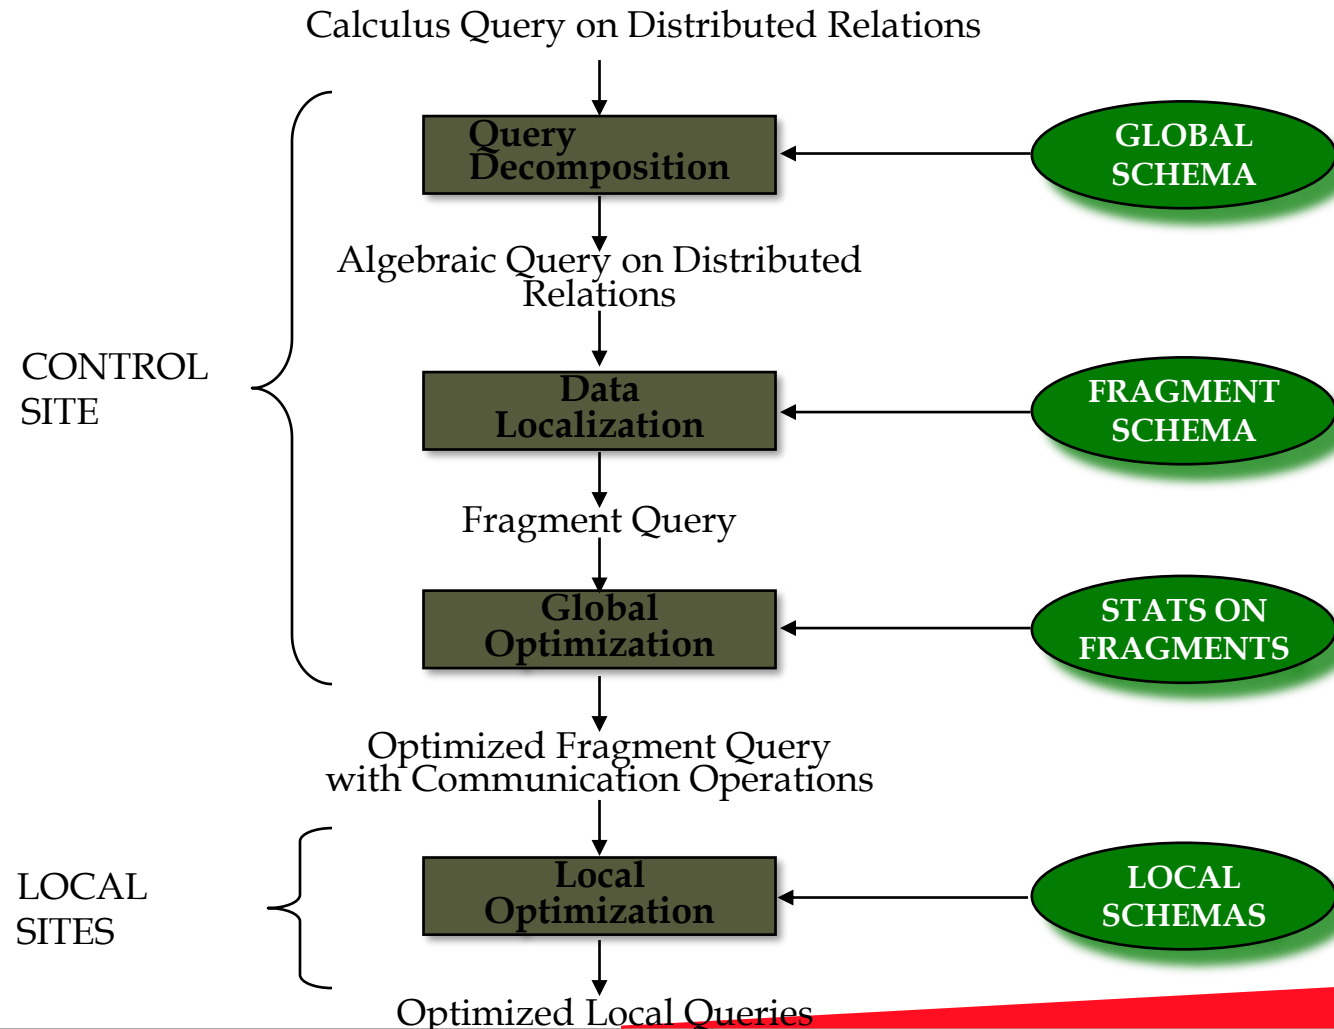 Calculus Query on Distributed Relations
Query
Decomposition
GLOBAL
SCHEMA
Algebraic Query on Distributed
Relations
CONTROL
SITE
Data
Localization
FRAGMENT
SCHEMA
Fragment Query
Global
Optimization
STATS ON
FRAGMENTS
Optimized Fragment Query
with Communication Operations
LOCAL
SITES
Local
Optimization
LOCAL
SCHEMAS
Optimized Local Queries